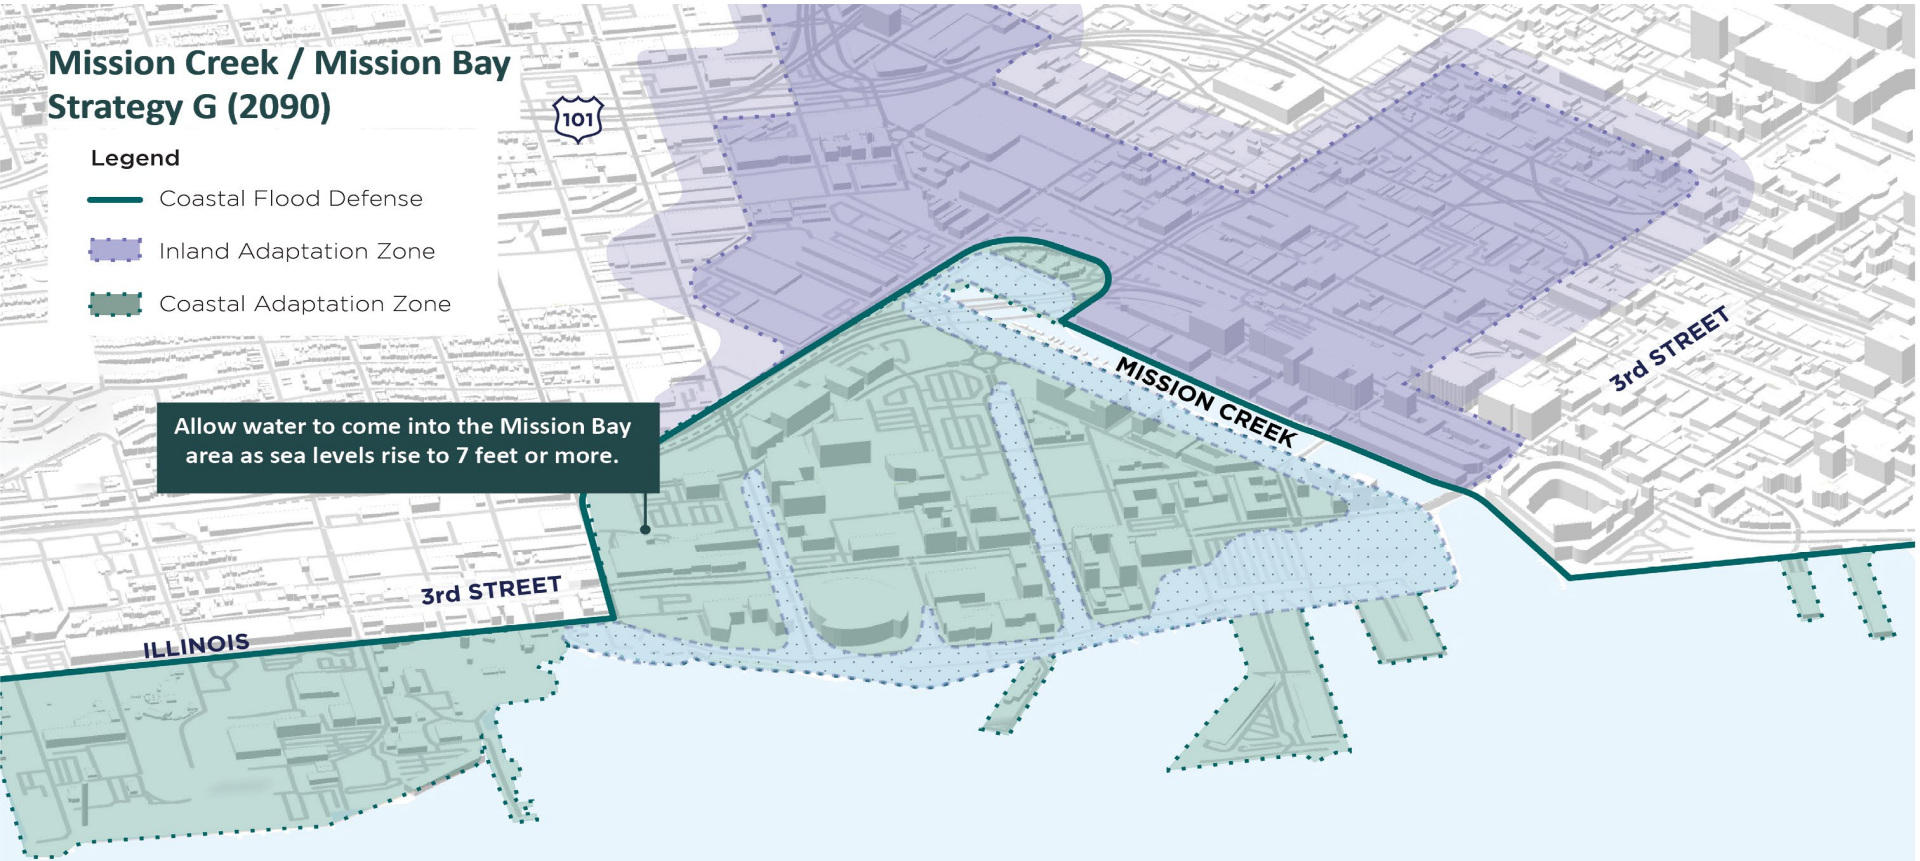 Mission Creek / Mission Bay
Strategy G (2090)
Legend
Coastal Flood Defense
Inland Adaptation Zone
Coastal Adaptation Zone
101
Allow water to come into the Mission Bay
area as sea levels rise to 7 feet or more.
MISSION CREEK
3rd STREET
3rd STREET
ILLINOIS